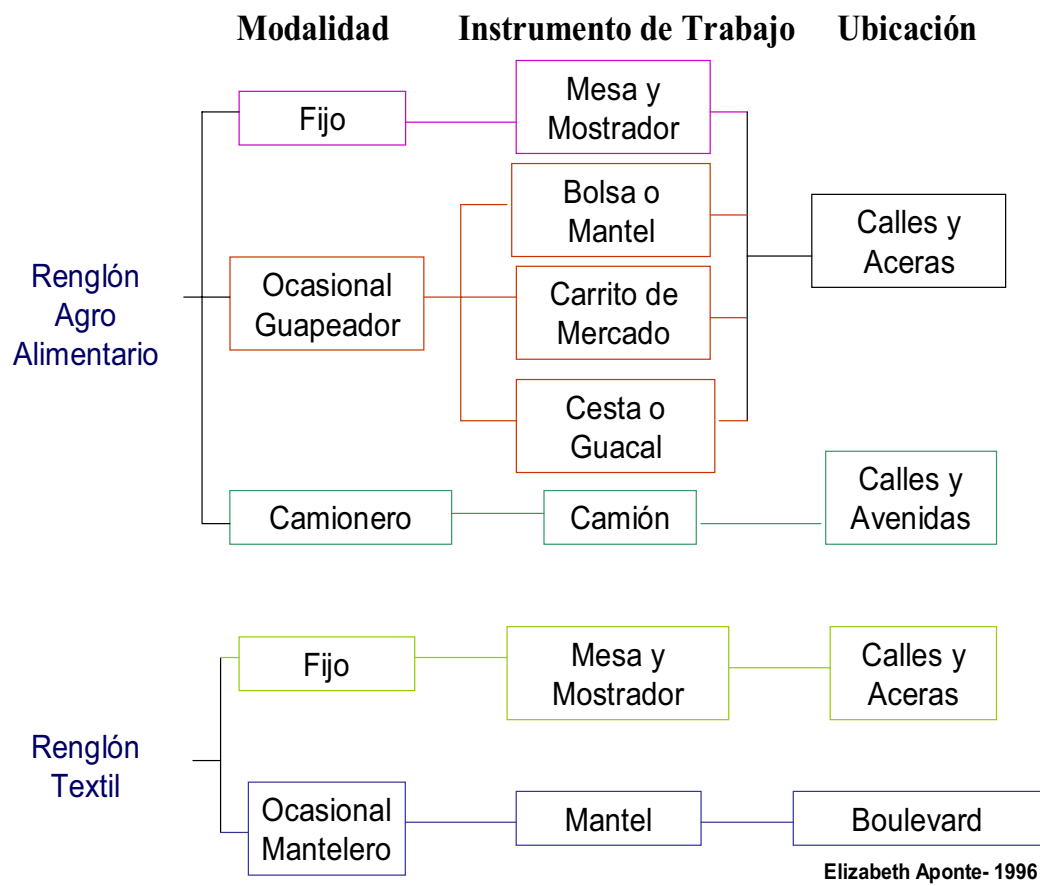 Modalidad Instrumento de Trabajo Ubicación
Fijo
Mesa y
Mostrador
Bolsa o
Mantel
Calles y
Aceras
Renglón
Agro
Alimentario
Ocasional
Guapeador
Carrito de
Mercado
Cesta o
Guacal
Camionero
Camión
Calles y
Avenidas
Fijo
Mesa y
Mostrador
Calles y
Aceras
Renglón
Textil
Ocasional
Mantelero
Mantel
Boulevard
Elizabeth Aponte- 1996